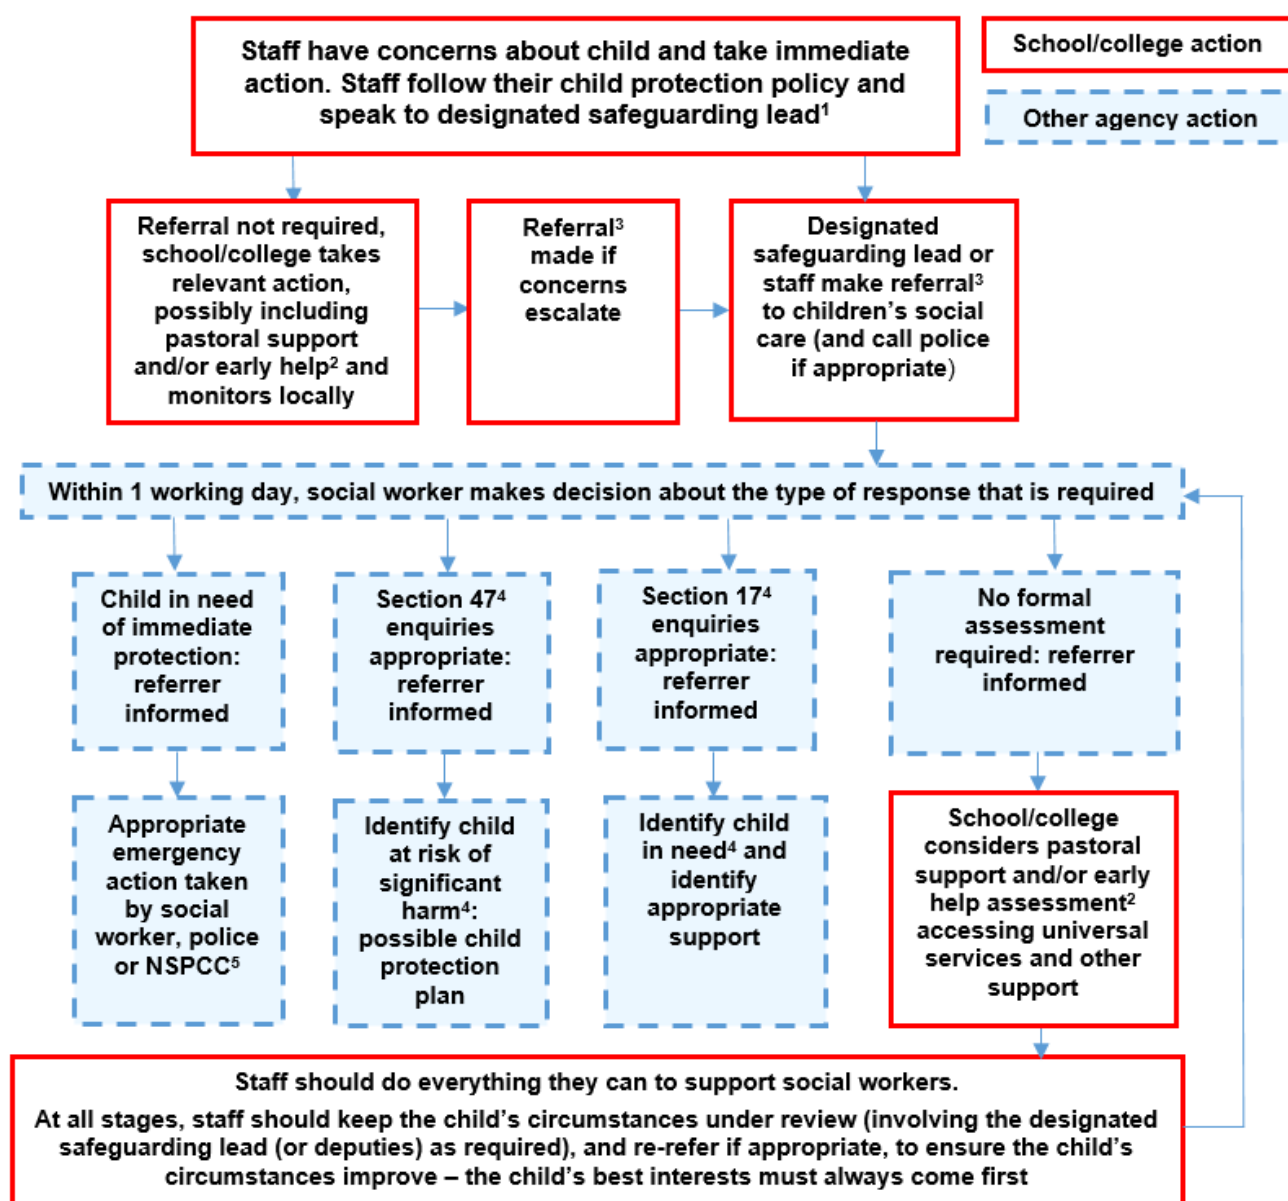 Staff have concerns about child and take immediate
action. Staff follow their child protection policy and
speak to designated safeguarding lead¹
School/college action
Other agency action
Referral not required,
school/college takes
relevant action,
possibly including
pastoral support
and/or early help² and
monitors locally
Referral³
made if
concerns
escalate
Designated
safeguarding lead or
staff make referral³
to children’s social
care (and call police
if appropriate)
Within 1 working day, social worker makes decision about the type of response that is required
Child in need
of immediate
protection:
referrer
informed
Section 47⁴
enquiries
appropriate:
referrer
informed
Section 17⁴
enquiries
appropriate:
referrer
informed
No formal
assessment
required: referrer
informed
Appropriate
emergency
action taken
by social
worker, police
or NSPCC⁵
Identify child
at risk of
significant
harm⁴:
possible child
protection
plan
Identify child
in need⁴ and
identify
appropriate
support
School/college
considers pastoral
support and/or early
help assessment²
accessing universal
services and other
support
Staff should do everything they can to support social workers.
At all stages, staff should keep the child’s circumstances under review (involving the designated
safeguarding lead (or deputies) as required), and re-refer if appropriate, to ensure the child’s
circumstances improve – the child’s best interests must always come first